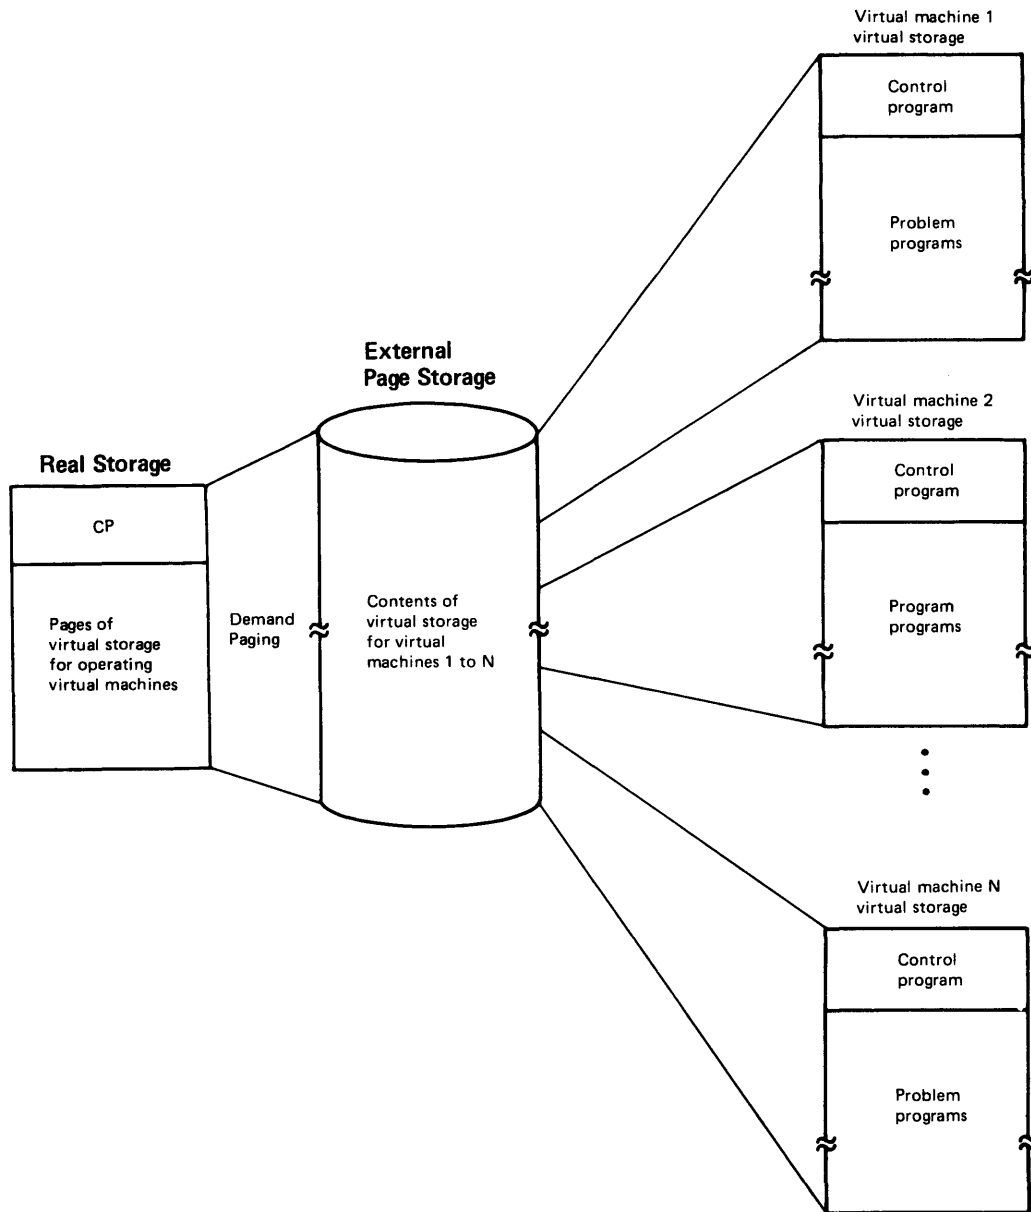 Virtual machine 1
virtual storage
Control
program
Problem
programs
External
Page Storage
Virtual machine 2
virtual storage
Real Storage
Control
program
CP
Pages of
virtual storage
for operating
virtual machines
Demand
Paging
Contents of
virtual storage
for virtual
machines 1 to N
Program
programs
Virtual machine N
virtual storage
Control
program
Problem
programs